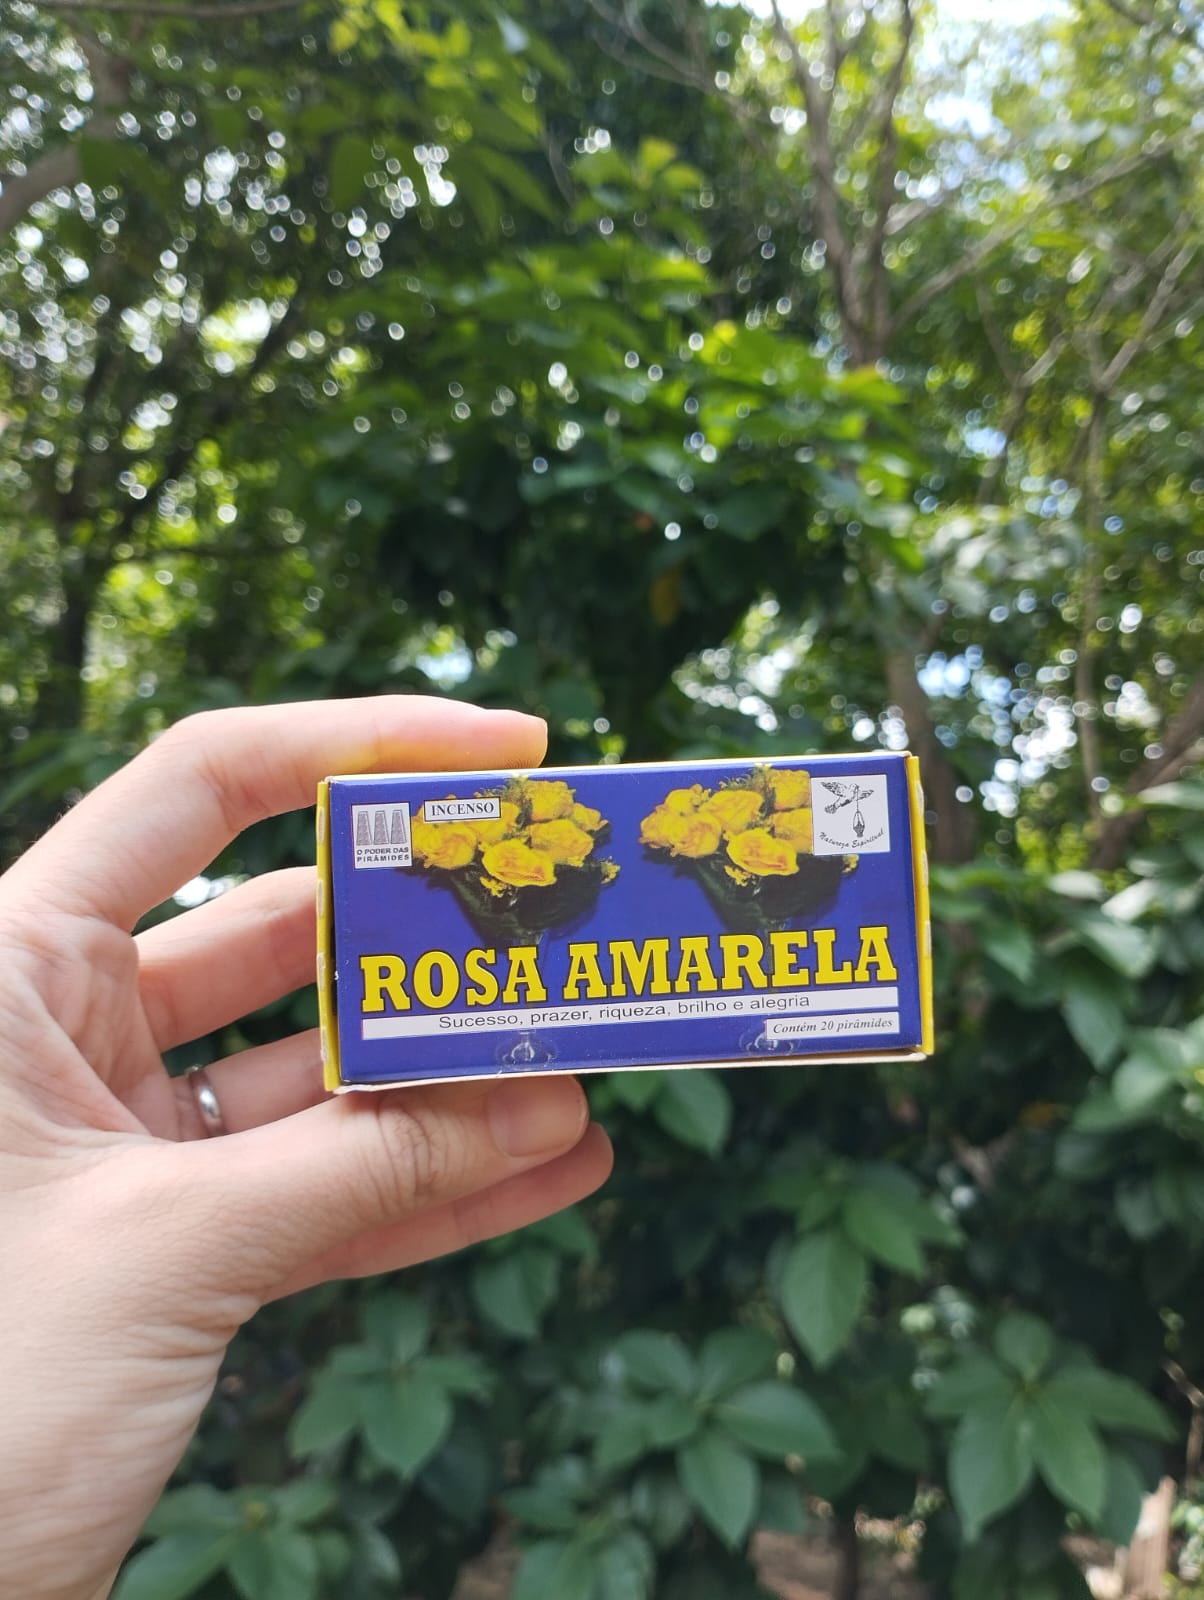 INCENSO
O PODER DAS
PIRÂMIDES
Natureza Espiritual
ROSA AMARELA
Sucesso, prazer, riqueza, brilho e alegria
Contém 20 pirâmides